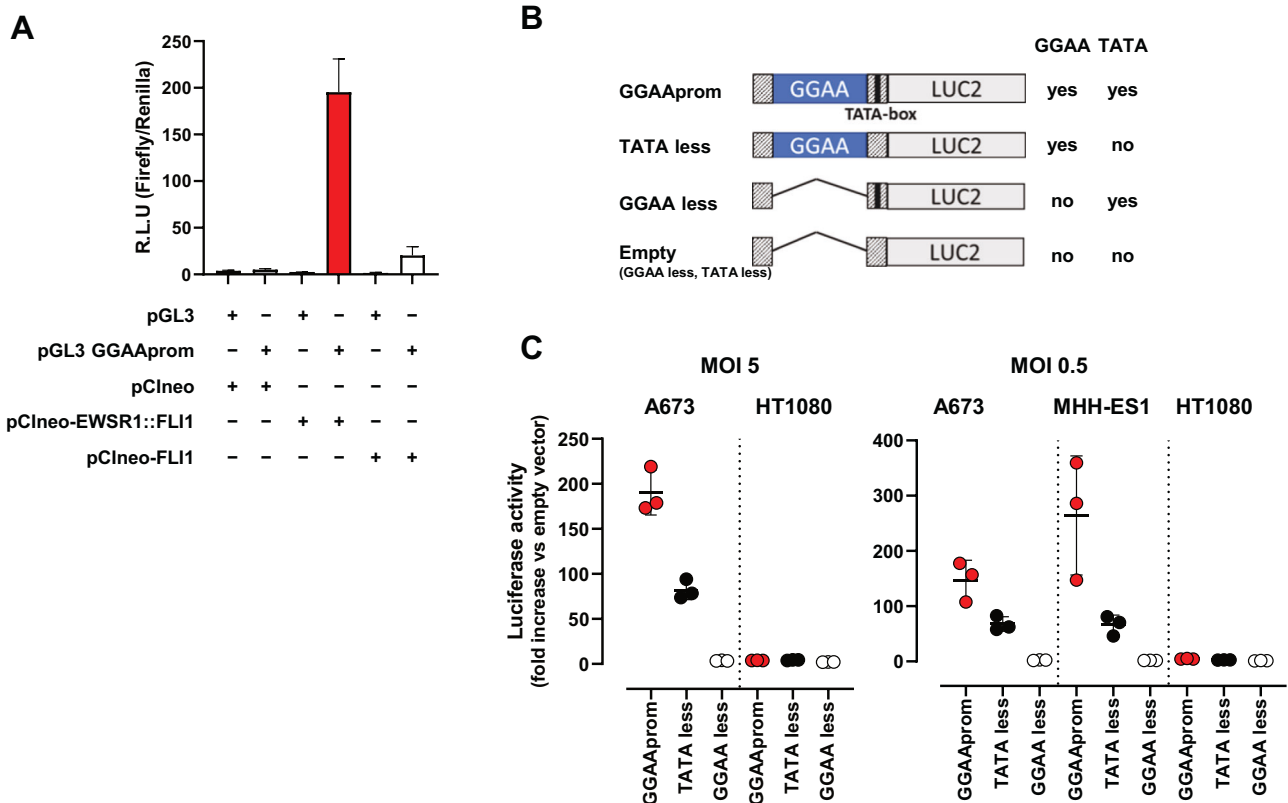 A
R.L.U (Firefly/Renilla)
250
200
150
100
50
0
pGL3 + – + – + –
pGL3 GGAAprom – + – + – +
pCIneo + + – – – –
pCIneo-EWSR1::FLI1 – – + + – –
pCIneo-FLI1 – – – – + +
B
GGAA TATA
GGAAprom GGAA LUC2 yes yes
TATA-box
TATA less GGAA LUC2 yes no
GGAA less LUC2 no yes
Empty LUC2 no no
(GGAA less, TATA less)
C
MOI 5 MOI 0.5
A673 HT1080 A673 MHH-ES1 HT1080
Luciferase activity
(fold increase vs empty vector)
250
200
150
100
50
0
400
300
200
100
0
GGAAprom
TATA less
GGAA less
GGAAprom
TATA less
GGAA less
GGAAprom
TATA less
GGAA less
GGAAprom
TATA less
GGAA less
GGAAprom
TATA less
GGAA less